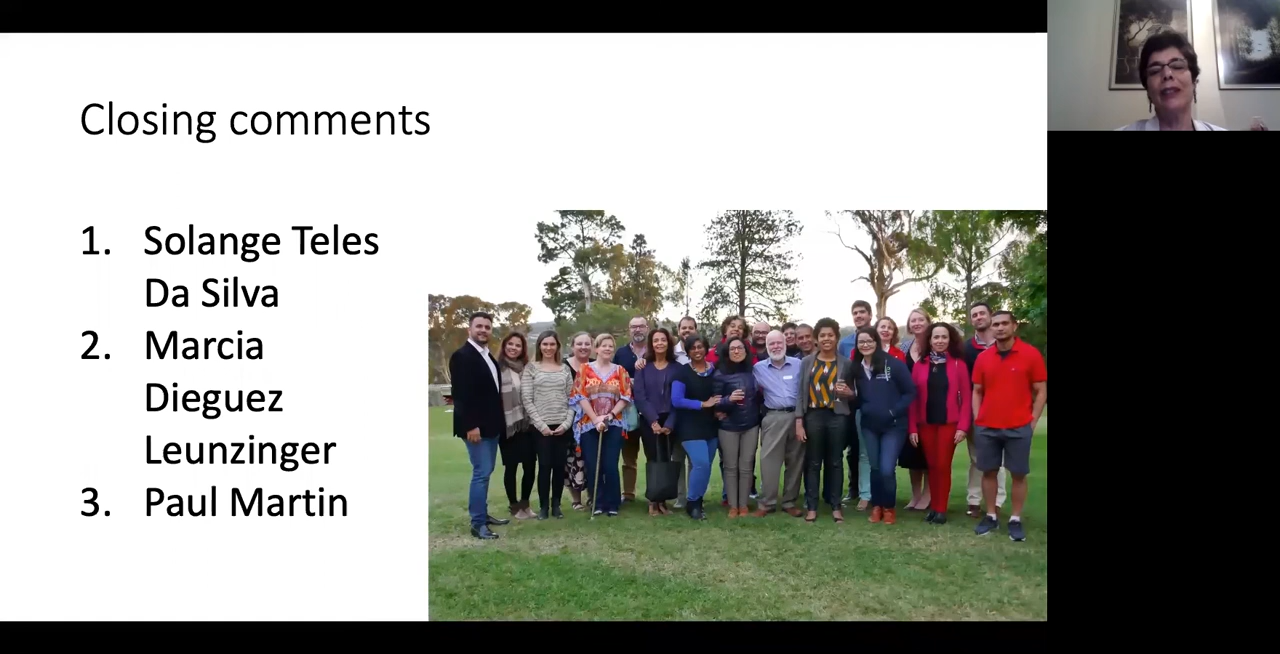 Closing comments
1. Solange Teles
Da Silva
2. Marcia
Dieguez
Leunzinger
3. Paul Martin